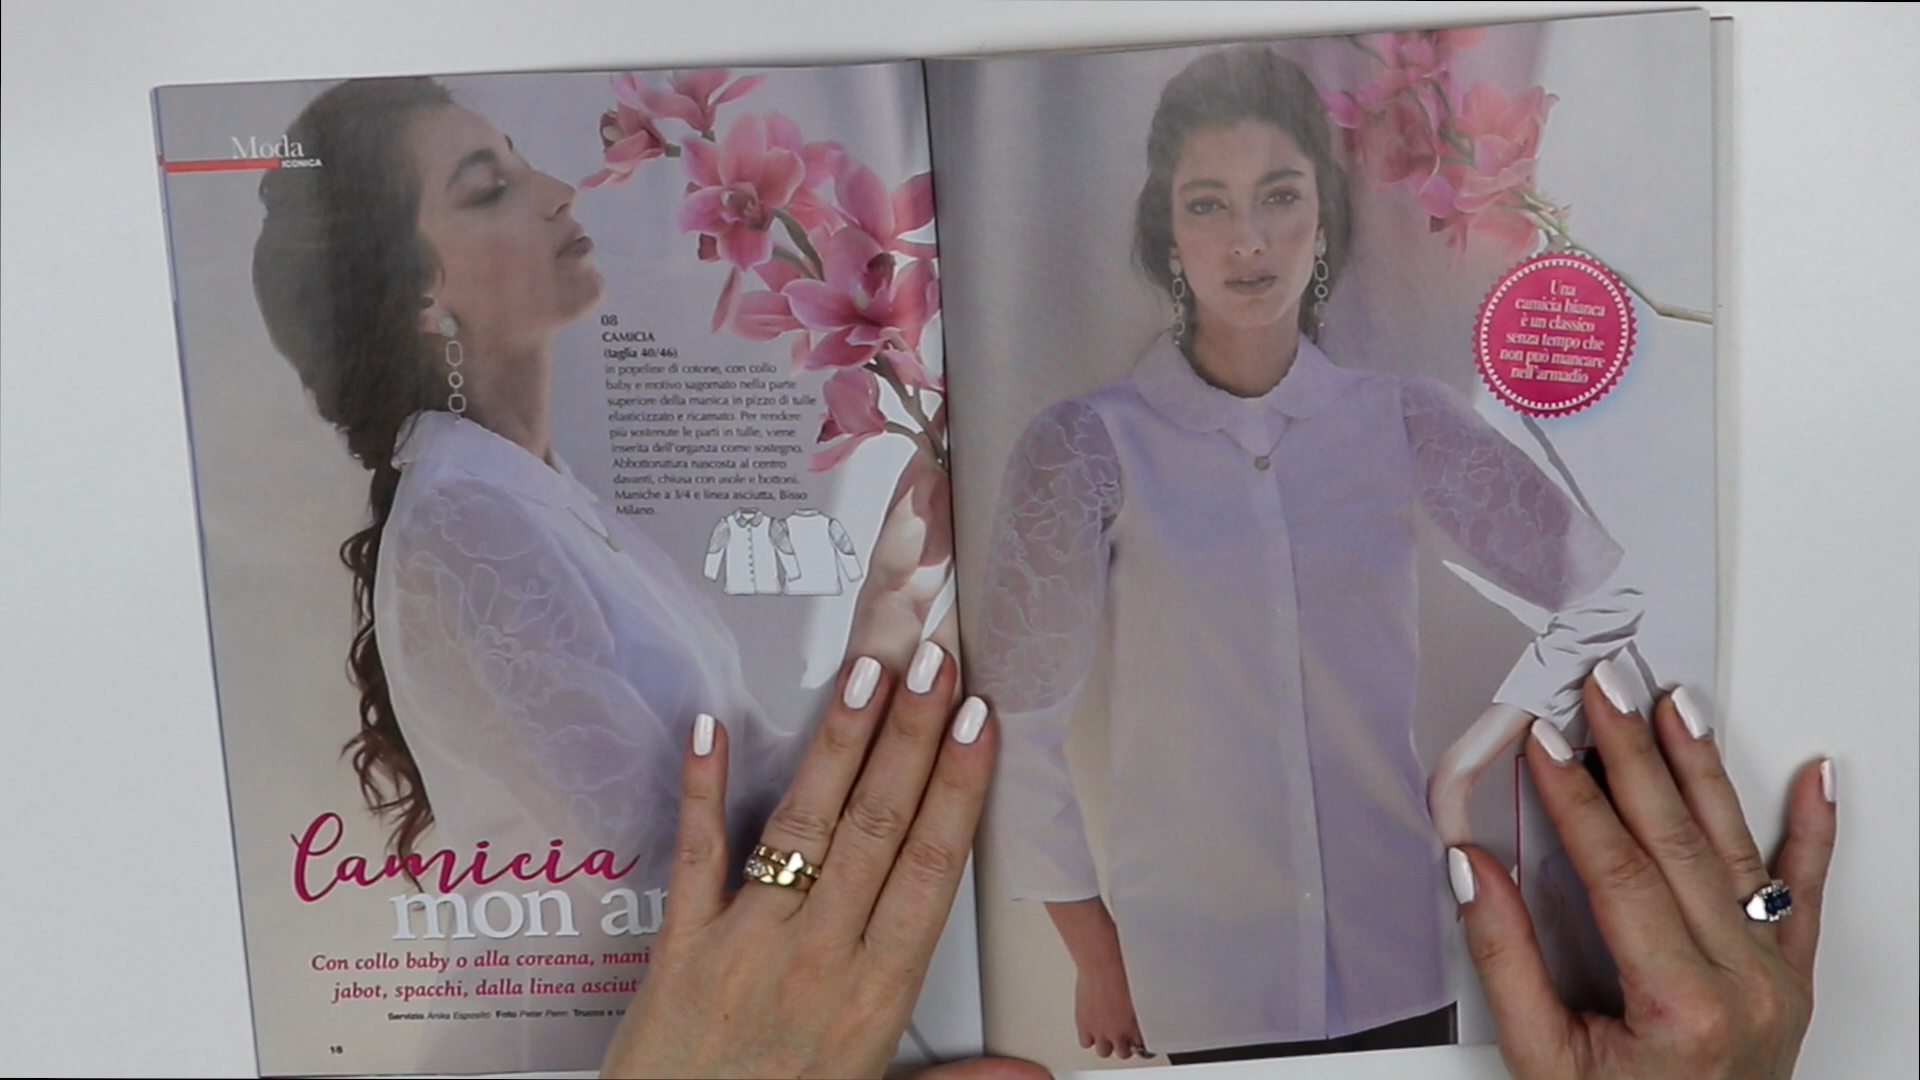 Moda
ICONICA
08
CAMICIA
(taglia 40/46)
in popeline di cotone, con collo
baby e motivo sagomato nella parte
superiore della manica in pizzo di tulle
elasticizzato e ricamato. Per rendere
più sostenute le parti in tulle, viene
inserita dell'organza come sostegno.
Abbottonatura nascosta al centro
davanti, chiusa con asole e bottoni.
Maniche a 3/4 e linea asciutta, Bisso
Milano.
Camicia
mon
Con collo baby o alla coreana,
jabot, spacchi, dalla linea
Servizio Anika Esposito Foto Peter Penn Trucco e
Una
camicia bianca
è un classico
senza tempo che
non può mancare
nell'armadio